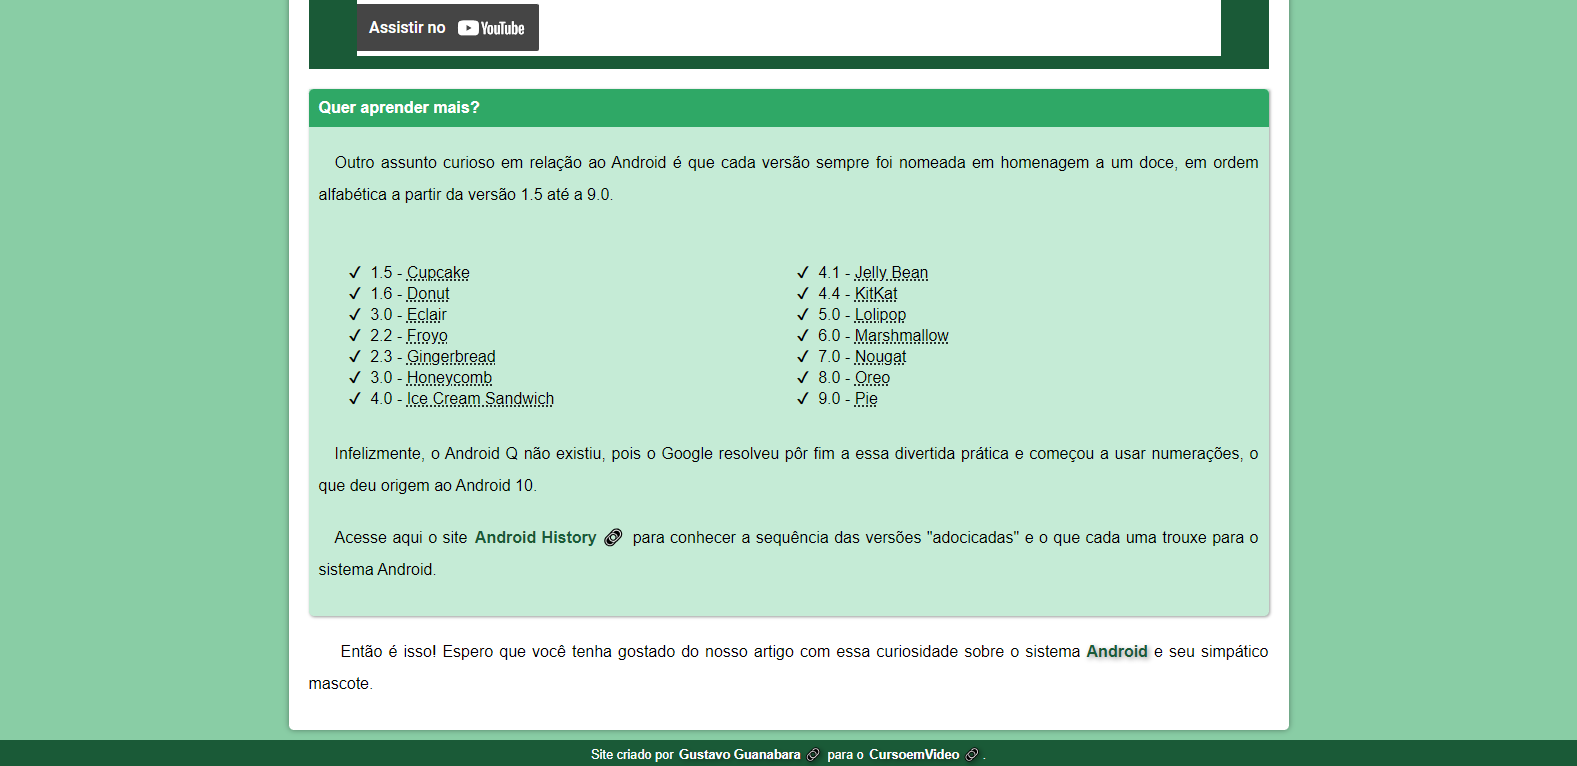 Assistir no YouTube
Quer aprender mais?
Outro assunto curioso em relação ao Android é que cada versão sempre foi nomeada em homenagem a um doce, em ordem
alfabética a partir da versão 1.5 até a 9.0.
✓ 1.5 - Cupcake
✓ 1.6 - Donut
✓ 3.0 - Eclair
✓ 2.2 - Froyo
✓ 2.3 - Gingerbread
✓ 3.0 - Honeycomb
✓ 4.0 - Ice Cream Sandwich
✓ 4.1 - Jelly Bean
✓ 4.4 - KitKat
✓ 5.0 - Lolipop
✓ 6.0 - Marshmallow
✓ 7.0 - Nougat
✓ 8.0 - Oreo
✓ 9.0 - Pie
Infelizmente, o Android Q não existiu, pois o Google resolveu pôr fim a essa divertida prática e começou a usar numerações, o
que deu origem ao Android 10.
Acesse aqui o site Android History para conhecer a sequência das versões "adocicadas" e o que cada uma trouxe para o
sistema Android.
Então é isso! Espero que você tenha gostado do nosso artigo com essa curiosidade sobre o sistema Android e seu simpático
mascote.
Site criado por Gustavo Guanabara para o CursoemVideo .